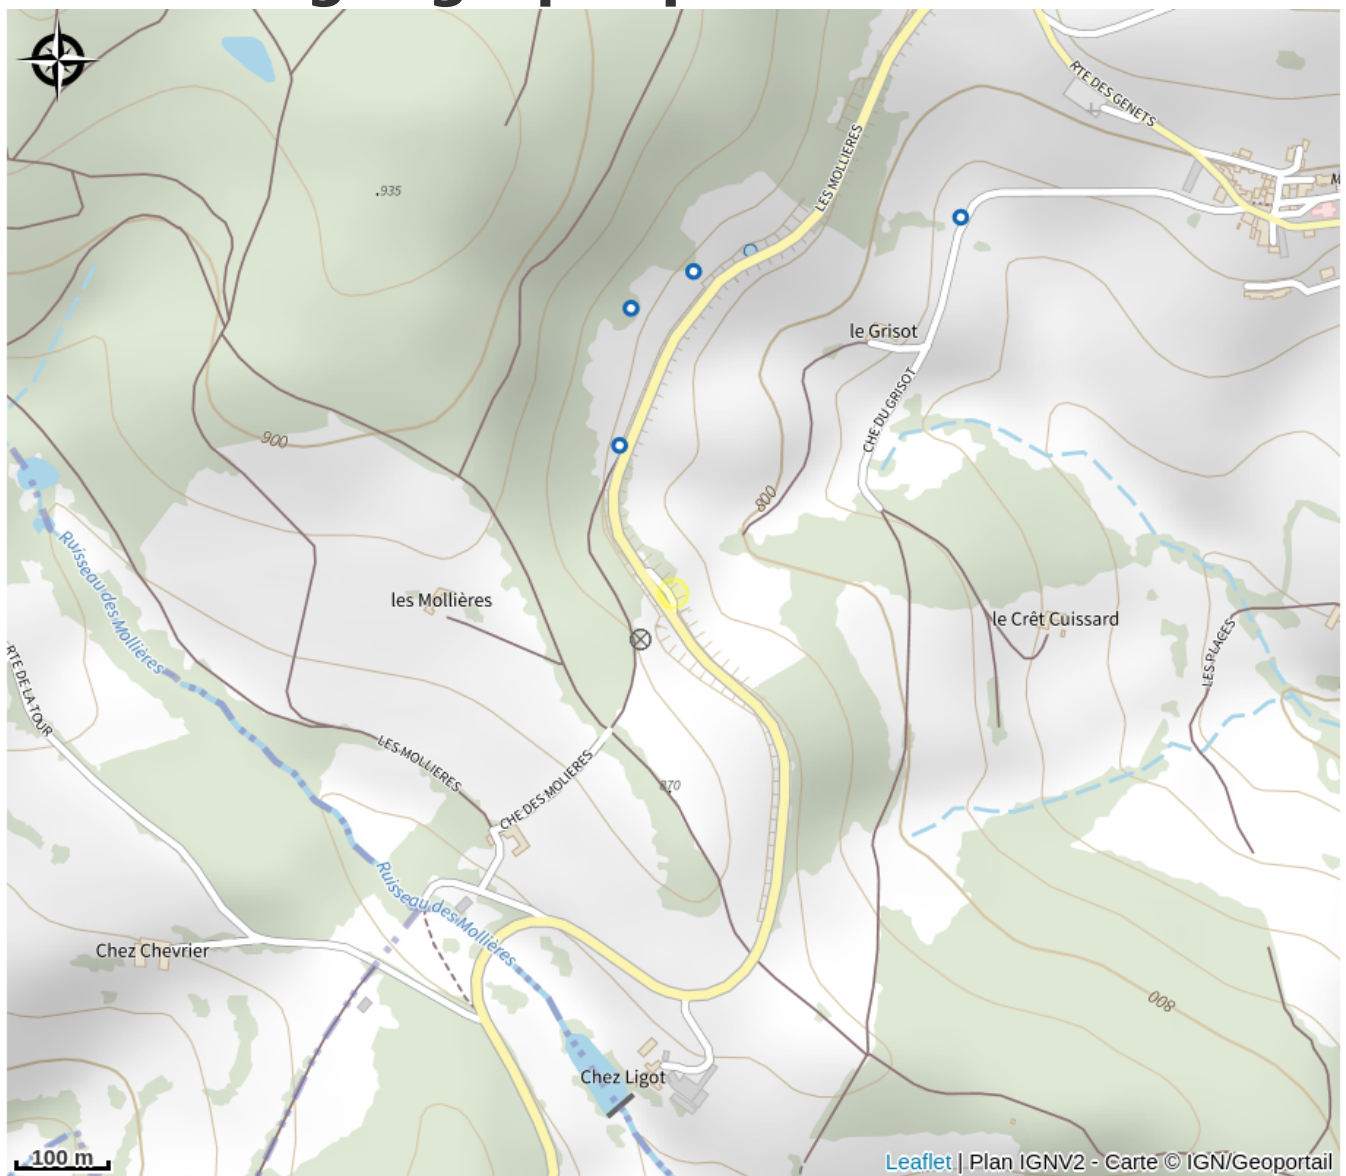 RTE DES GENETS
LES MOLLIERES
.935
le Grisot
CHE DU GRISOT
900
800
Ruisseau des Mollières
les Mollières
le Crêt Cuissard
LES PLACES
RTE DE LA TOUR
LES MOLLIERES
CHE DES MOLIERES
870
Ruisseau des Mollières
Chez Chevrier
800
Chez Ligot
100 m
Leaflet | Plan IGNV2 - Carte © IGN/Geoportail